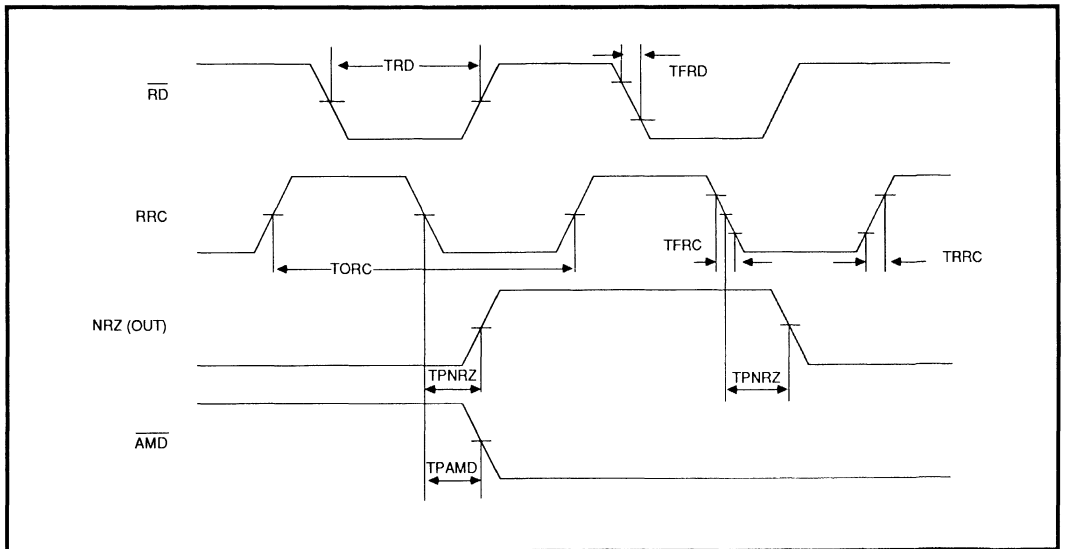 TRD
TFRD
RD
RRC
TFRC
TRRC
TORC
NRZ (OUT)
TPNRZ
TPNRZ
AMD
TPAMD